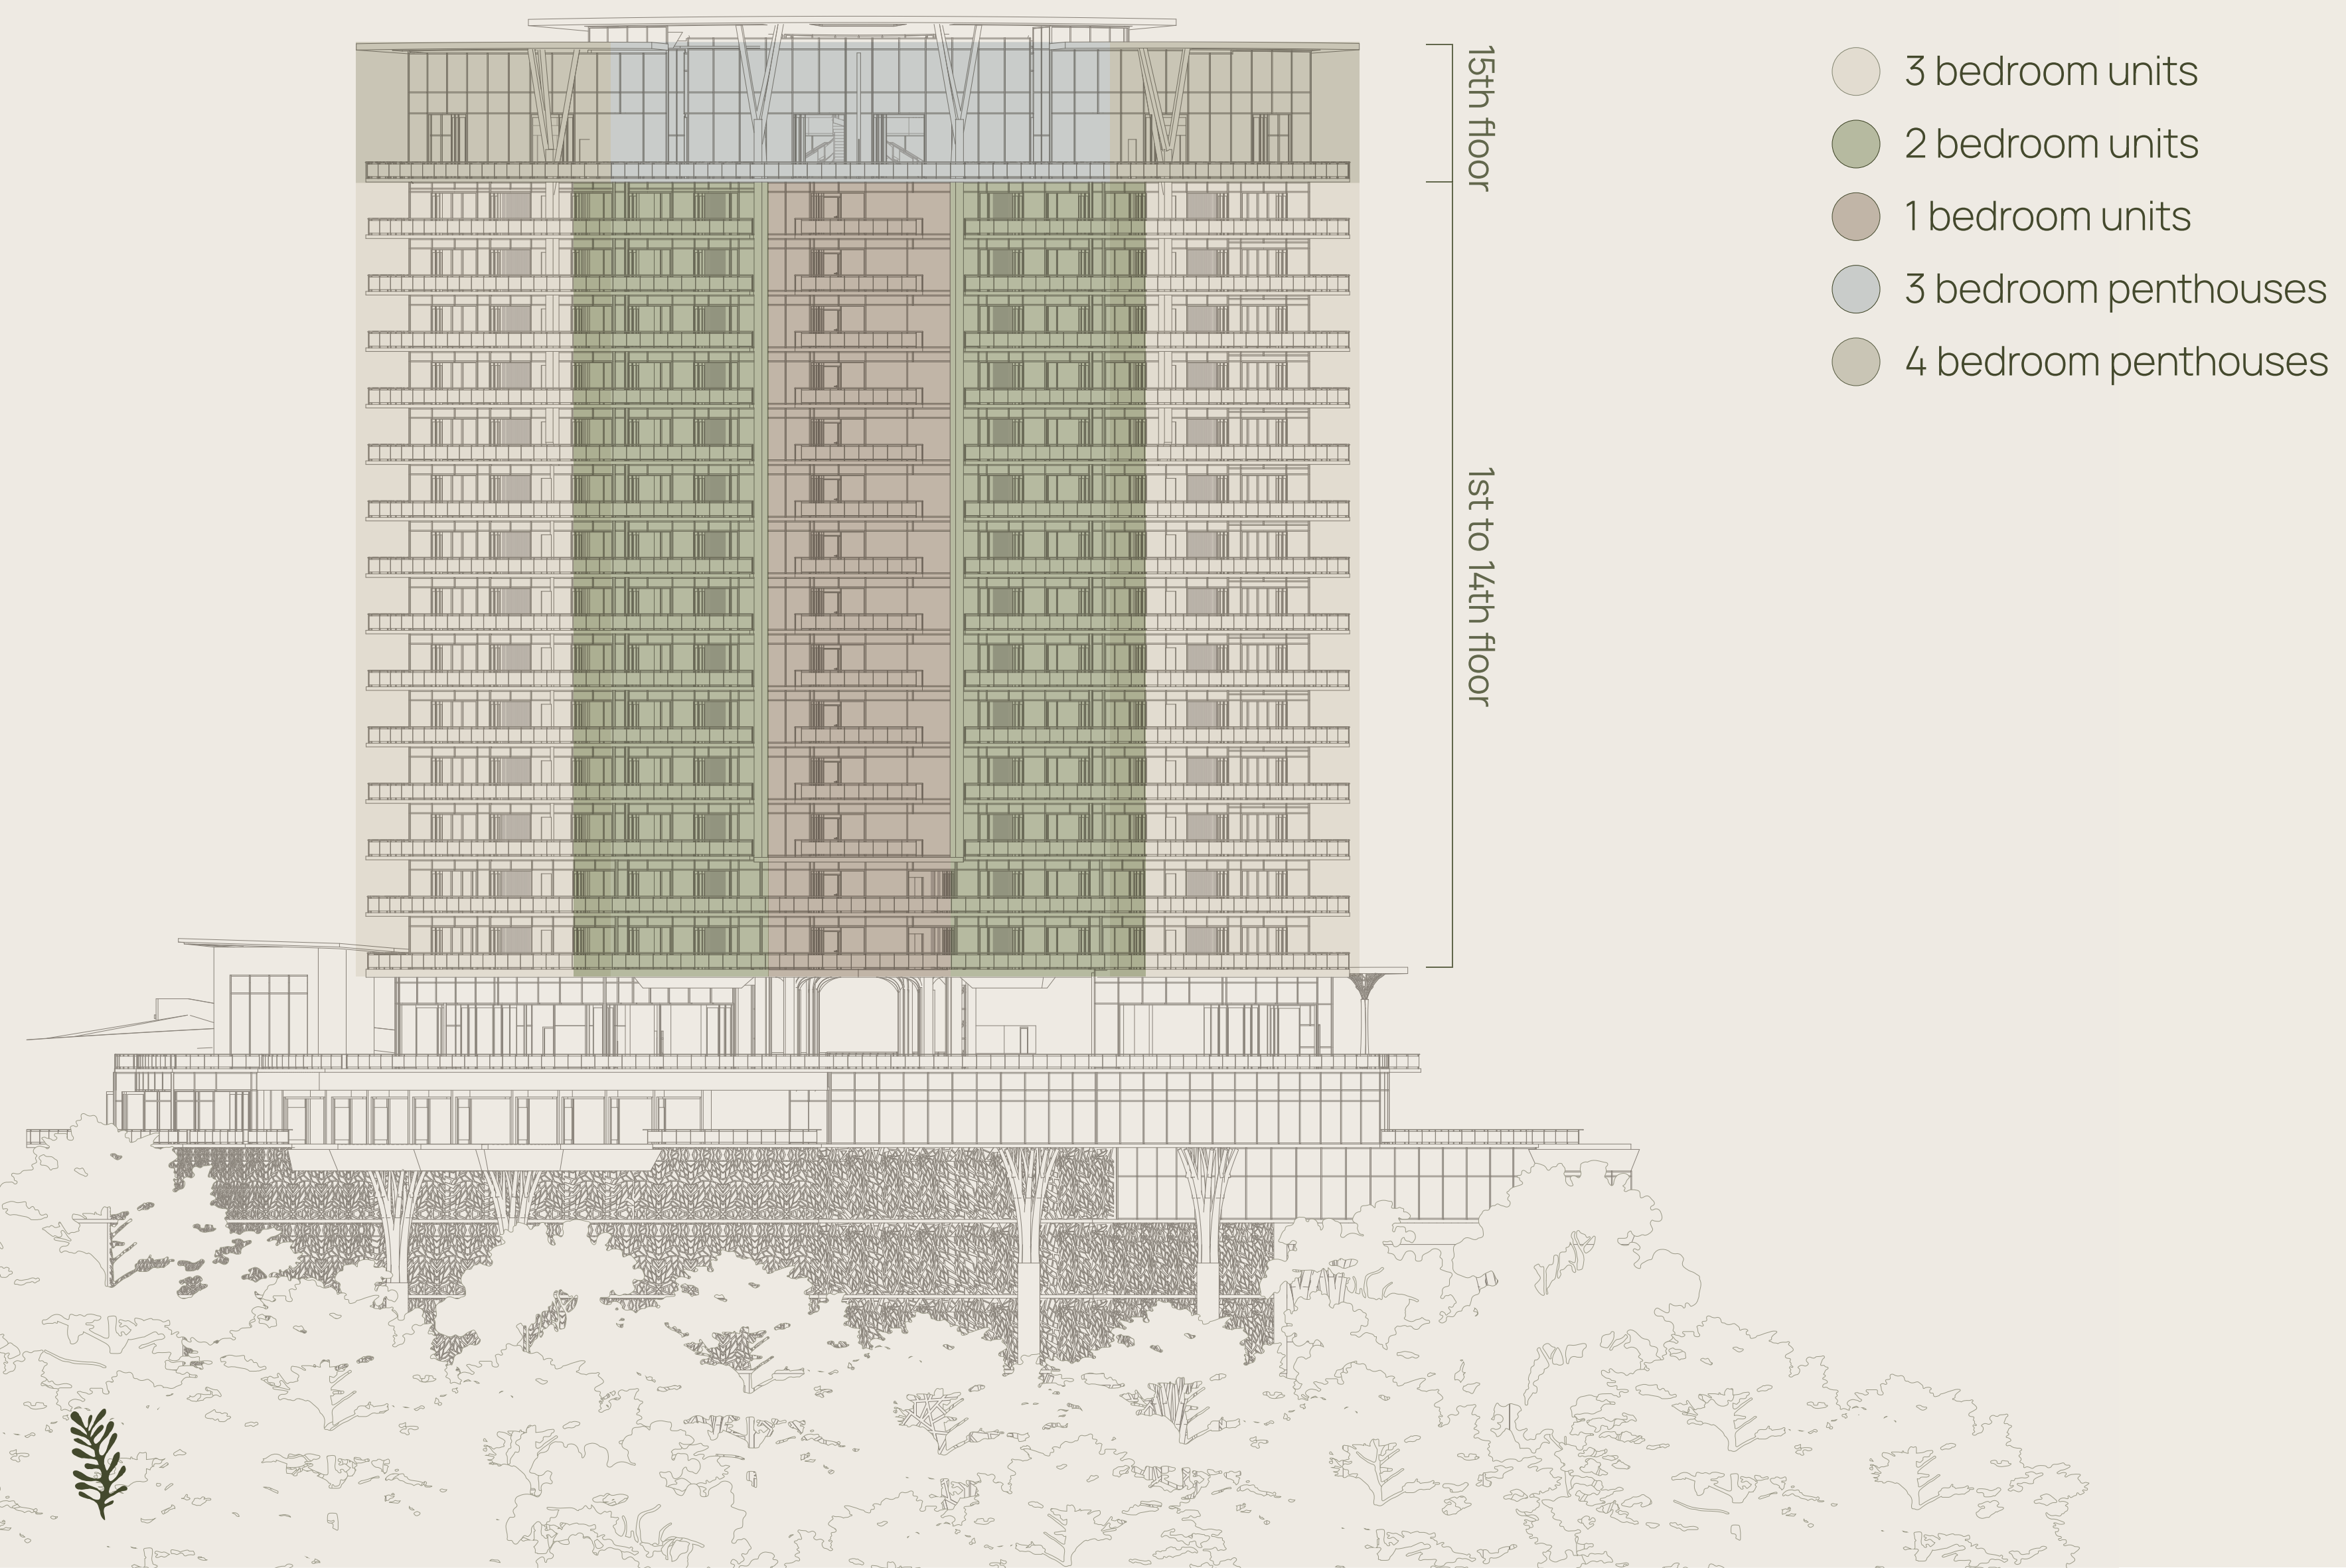 15th floor
1st to 14th floor
3 bedroom units
2 bedroom units
1 bedroom units
3 bedroom penthouses
4 bedroom penthouses